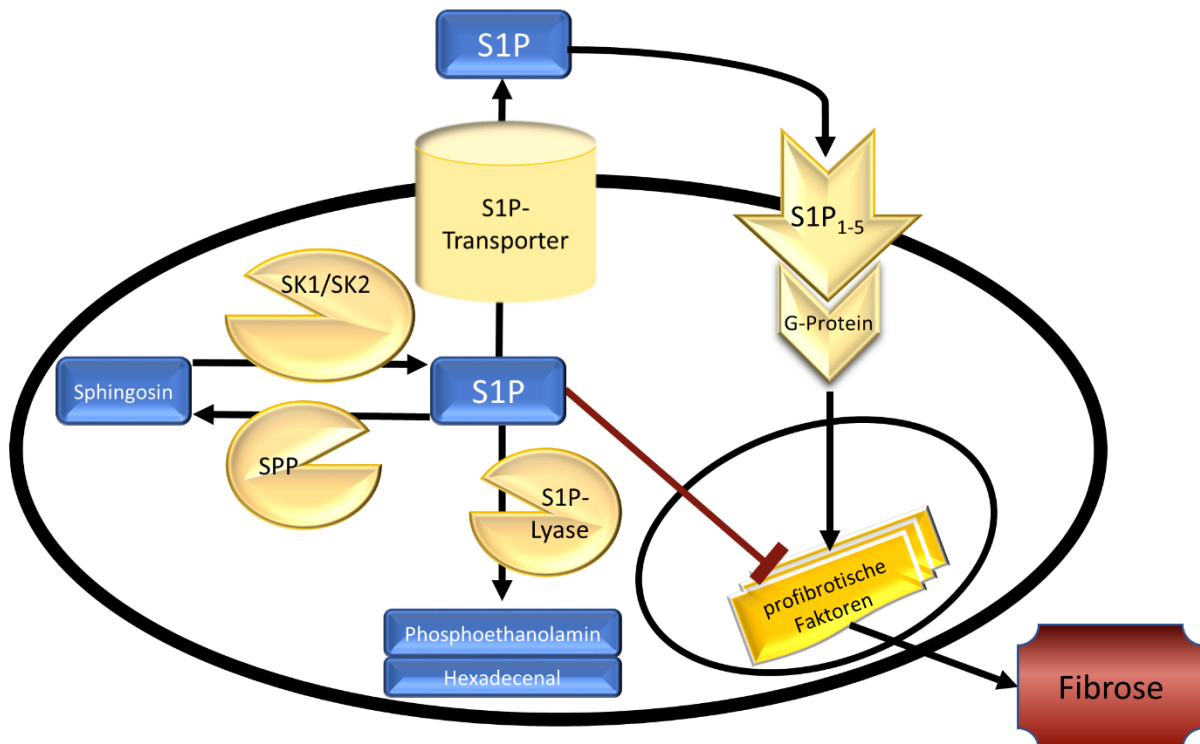 S1P
S1P-
Transporter
S1P₁₋₅
SK1/SK2
G-Protein
Sphingosin
S1P
SPP
S1P-
Lyase
profibrotische
Faktoren
Phosphoethanolamin
Hexadecenal
Fibrose